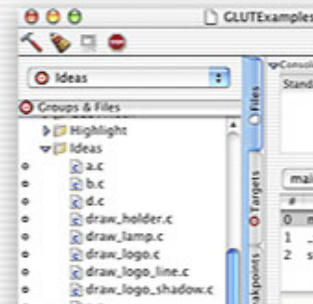 GLUTExamples
Ideas
Groups & Files
Highlight
Ideas
a.c
b.c
d.c
draw_holder.c
draw_lamp.c
draw_logo.c
draw_logo_line.c
draw_logo_shadow.c
Files
Targets
Consol
Stand
mai
#
0
1
2 s